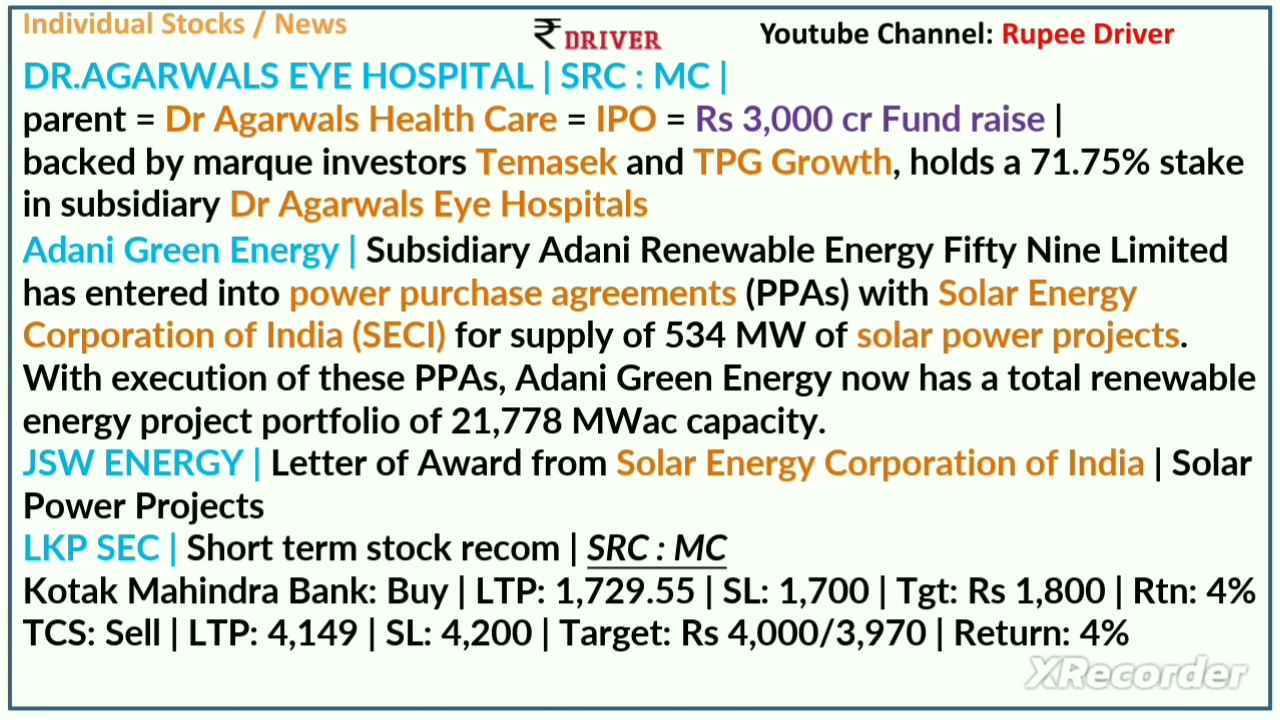 Individual Stocks / News
₹ DRIVER
Youtube Channel: Rupee Driver
DR.AGARWALS EYE HOSPITAL | SRC : MC |
parent = Dr Agarwals Health Care = IPO = Rs 3,000 cr Fund raise |
backed by marque investors Temasek and TPG Growth, holds a 71.75% stake
in subsidiary Dr Agarwals Eye Hospitals
Adani Green Energy | Subsidiary Adani Renewable Energy Fifty Nine Limited
has entered into power purchase agreements (PPAs) with Solar Energy
Corporation of India (SECI) for supply of 534 MW of solar power projects.
With execution of these PPAs, Adani Green Energy now has a total renewable
energy project portfolio of 21,778 MWac capacity.
JSW ENERGY | Letter of Award from Solar Energy Corporation of India | Solar
Power Projects
LKP SEC | Short term stock recom | SRC : MC
Kotak Mahindra Bank: Buy | LTP: 1,729.55 | SL: 1,700 | Tgt: Rs 1,800 | Rtn: 4%
TCS: Sell | LTP: 4,149 | SL: 4,200 | Target: Rs 4,000/3,970 | Return: 4%
XRecorder